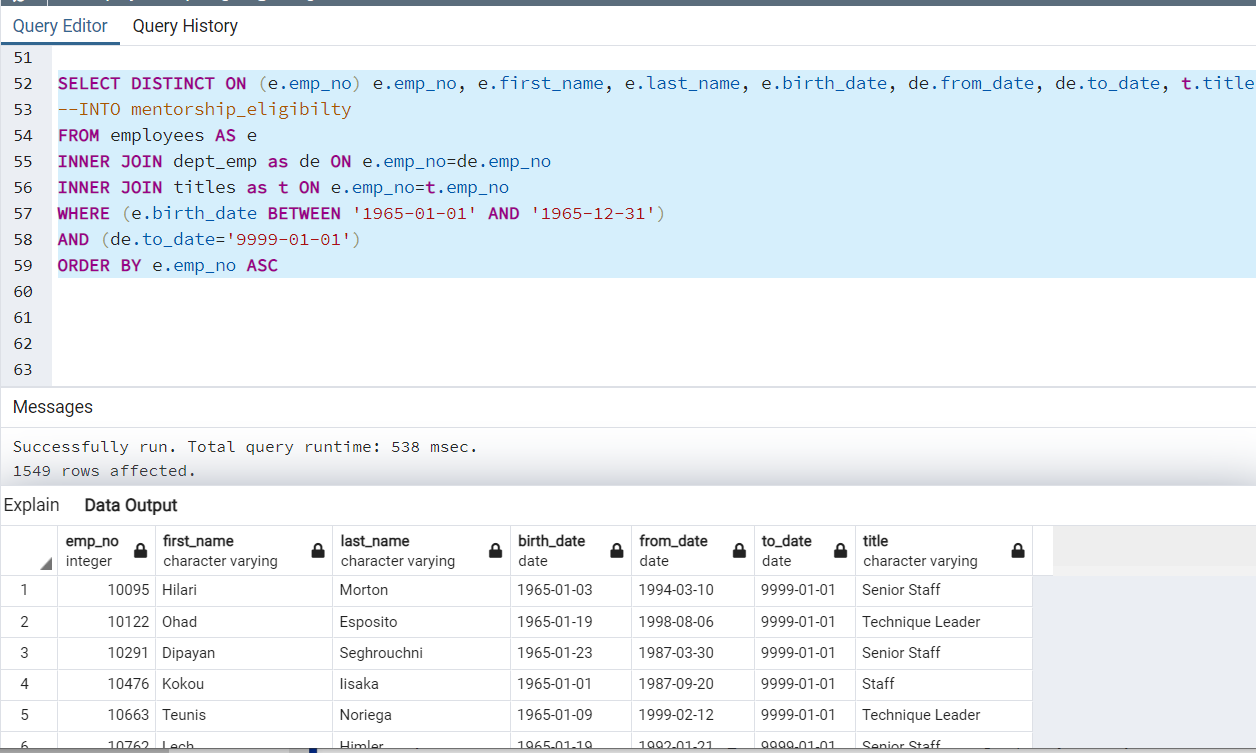 Query Editor Query History
51
52 SELECT DISTINCT ON (e.emp_no) e.emp_no, e.first_name, e.last_name, e.birth_date, de.from_date, de.to_date, t.title
53 --INTO mentorship_eligibilty
54 FROM employees AS e
55 INNER JOIN dept_emp as de ON e.emp_no=de.emp_no
56 INNER JOIN titles as t ON e.emp_no=t.emp_no
57 WHERE (e.birth_date BETWEEN '1965-01-01' AND '1965-12-31')
58 AND (de.to_date='9999-01-01')
59 ORDER BY e.emp_no ASC
60
61
62
63
Messages
Successfully run. Total query runtime: 538 msec.
1549 rows affected.
Explain Data Output
emp_no first_name last_name birth_date from_date to_date title
integer character varying character varying date date date character varying
1 10095 Hilari Morton 1965-01-03 1994-03-10 9999-01-01 Senior Staff
2 10122 Ohad Esposito 1965-01-19 1998-08-06 9999-01-01 Technique Leader
3 10291 Dipayan Seghrouchni 1965-01-23 1987-03-30 9999-01-01 Senior Staff
4 10476 Kokou Iisaka 1965-01-01 1987-09-20 9999-01-01 Staff
5 10663 Teunis Noriega 1965-01-09 1999-02-12 9999-01-01 Technique Leader
6 10762 Lech Himler 1965-01-19 1992-01-21 9999-01-01 Senior Staff